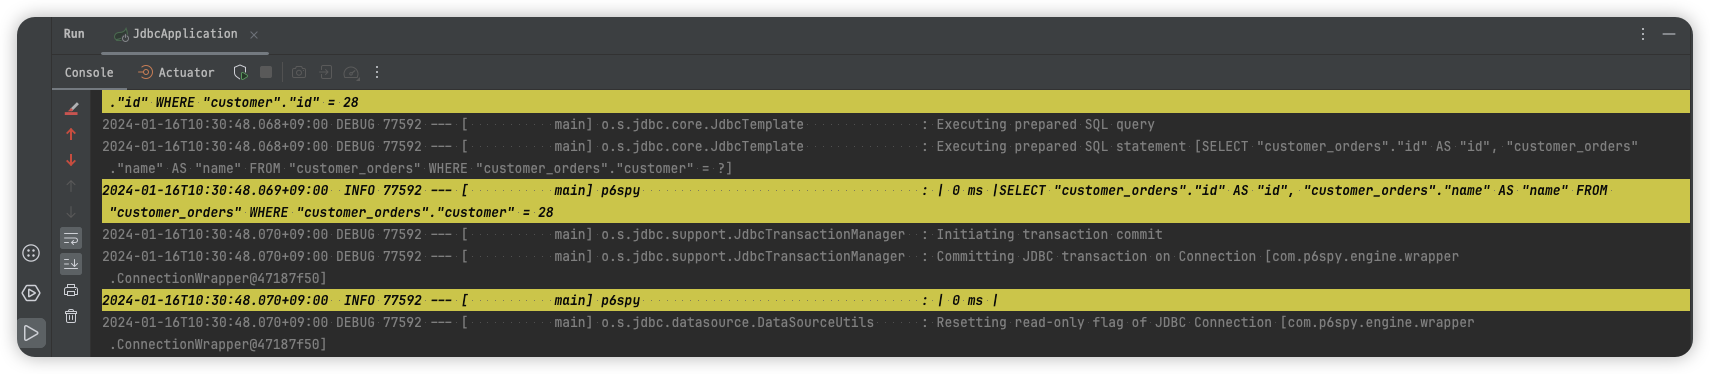 Run JdbcApplication
Console Actuator
."id" WHERE "customer"."id" = 28
2024-01-16T10:30:48.068+09:00 DEBUG 77592 --- [           main] o.s.jdbc.core.JdbcTemplate               : Executing prepared SQL query
2024-01-16T10:30:48.068+09:00 DEBUG 77592 --- [           main] o.s.jdbc.core.JdbcTemplate               : Executing prepared SQL statement [SELECT "customer_orders"."id" AS "id", "customer_orders"
."name" AS "name" FROM "customer_orders" WHERE "customer_orders"."customer" = ?]
2024-01-16T10:30:48.069+09:00  INFO 77592 --- [           main] p6spy                                    : | 0 ms |SELECT "customer_orders"."id" AS "id", "customer_orders"."name" AS "name" FROM
"customer_orders" WHERE "customer_orders"."customer" = 28
2024-01-16T10:30:48.070+09:00 DEBUG 77592 --- [           main] o.s.jdbc.support.JdbcTransactionManager  : Initiating transaction commit
2024-01-16T10:30:48.070+09:00 DEBUG 77592 --- [           main] o.s.jdbc.support.JdbcTransactionManager  : Committing JDBC transaction on Connection [com.p6spy.engine.wrapper
.ConnectionWrapper@47187f50]
2024-01-16T10:30:48.070+09:00  INFO 77592 --- [           main] p6spy                                    : | 0 ms |
2024-01-16T10:30:48.070+09:00 DEBUG 77592 --- [           main] o.s.jdbc.datasource.DataSourceUtils      : Resetting read-only flag of JDBC Connection [com.p6spy.engine.wrapper
.ConnectionWrapper@47187f50]